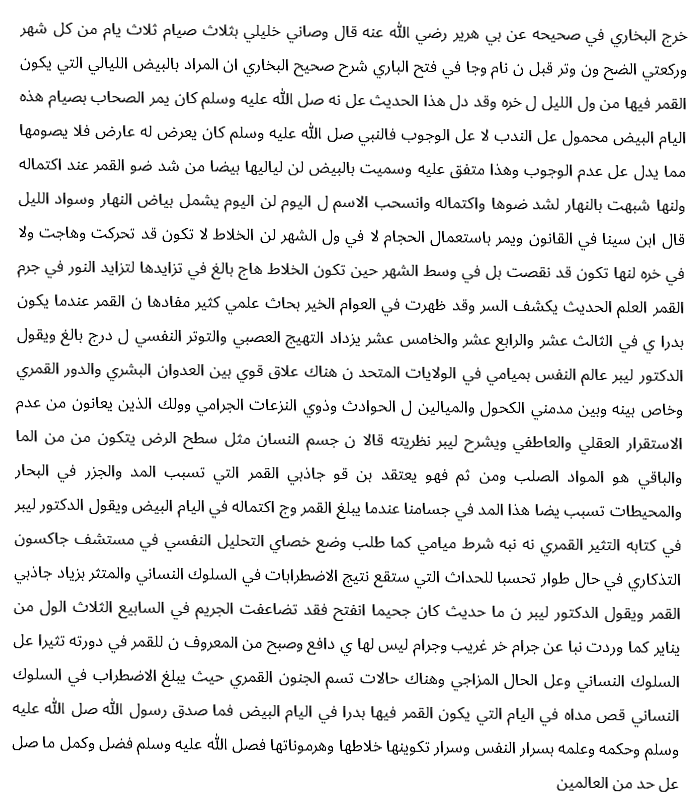 خرج البخاري في صحيحه عن بي هرير رضي الله عنه قال وصاني خليلي بثلاث صيام ثلاث يام من كل شهر
وركعتي الضح ون وتر قبل ن نام وجا في فتح الباري شرح صحيح البخاري ان المراد بالبيض الليالي التي يكون
القمر فيها من ول الليل ل خره وقد دل هذا الحديث عل نه صل الله عليه وسلم كان يمر الصحاب بصيام هذه
اليام البيض محمول عل الندب لا عل الوجوب فالنبي صل الله عليه وسلم كان يعرض له عارض فلا يصومها
مما يدل عل عدم الوجوب وهذا متفق عليه وسميت بالبيض لن لياليها بيضا من شد ضو القمر عند اكتماله
ولنها شبهت بالنهار لشد ضوها واكتماله وانسحب الاسم ل اليوم لن اليوم يشمل بياض النهار وسواد الليل
قال ابن سينا في القانون ويمر باستعمال الحجام لا في ول الشهر لن الخلاط لا تكون قد تحركت وهاجت ولا
في خره لنها تكون قد نقصت بل في وسط الشهر حين تكون الخلاط هاج بالغ في تزايدها لتزايد النور في جرم
القمر العلم الحديث يكشف السر وقد ظهرت في العوام الخير بحاث علمي كثير مفادها ن القمر عندما يكون
بدرا ي في الثالث عشر والرابع عشر والخامس عشر يزداد التهيج العصبي والتوتر النفسي ل درج بالغ ويقول
الدكتور ليبر عالم النفس بميامي في الولايات المتحد ن هناك علاق قوي بين العدوان البشري والدور القمري
وخاص بينه وبين مدمني الكحول والميالين ل الحوادث وذوي النزعات الجرامي وولك الذين يعانون من عدم
الاستقرار العقلي والعاطفي ويشرح ليبر نظريته قالا ن جسم النسان مثل سطح الرض يتكون من من الما
والباقي هو المواد الصلب ومن ثم فهو يعتقد بن قو جاذبي القمر التي تسبب المد والجزر في البحار
والمحيطات تسبب يضا هذا المد في جسامنا عندما يبلغ القمر وج اكتماله في اليام البيض ويقول الدكتور ليبر
في كتابه التثير القمري نه نبه شرط ميامي كما طلب وضع خصاي التحليل النفسي في مستشف جاكسون
التذكاري في حال طوار تحسبا للحداث التي ستقع نتيج الاضطرابات في السلوك النساني والمتثر بزياد جاذبي
القمر ويقول الدكتور ليبر ن ما حديث كان جحيما انفتح فقد تضاعفت الجريم في السابيع الثلاث الول من
يناير كما وردت نبا عن جرام خر غريب وجرام ليس لها ي دافع وصبح من المعروف ن للقمر في دورته تثيرا عل
السلوك النساني وعل الحال المزاجي وهناك حالات تسم الجنون القمري حيث يبلغ الاضطراب في السلوك
النساني قص مداه في اليام التي يكون القمر فيها بدرا في اليام البيض فما صدق رسول الله صل الله عليه
وسلم وحكمه وعلمه بسرار النفس وسرار تكوينها خلاطها وهرموناتها فصل الله عليه وسلم فضل وكمل ما صل
عل حد من العالمين